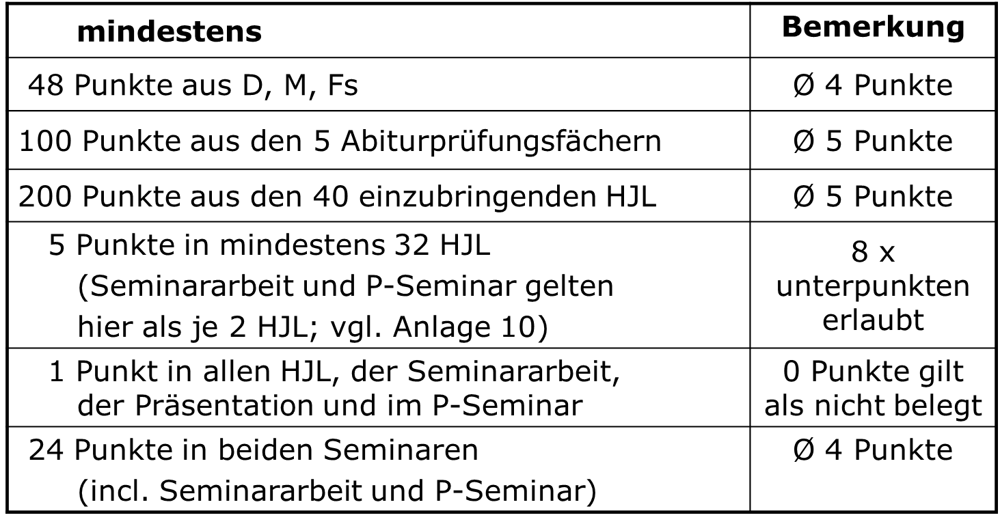 mindestens
Bemerkung
48 Punkte aus D, M, Fs
Ø 4 Punkte
100 Punkte aus den 5 Abiturprüfungsfächern
Ø 5 Punkte
200 Punkte aus den 40 einzubringenden HJL
Ø 5 Punkte
5 Punkte in mindestens 32 HJL
(Seminararbeit und P-Seminar gelten
hier als je 2 HJL; vgl. Anlage 10)
8 x
unterpunkten
erlaubt
1 Punkt in allen HJL, der Seminararbeit,
der Präsentation und im P-Seminar
0 Punkte gilt
als nicht belegt
24 Punkte in beiden Seminaren
(incl. Seminararbeit und P-Seminar)
Ø 4 Punkte